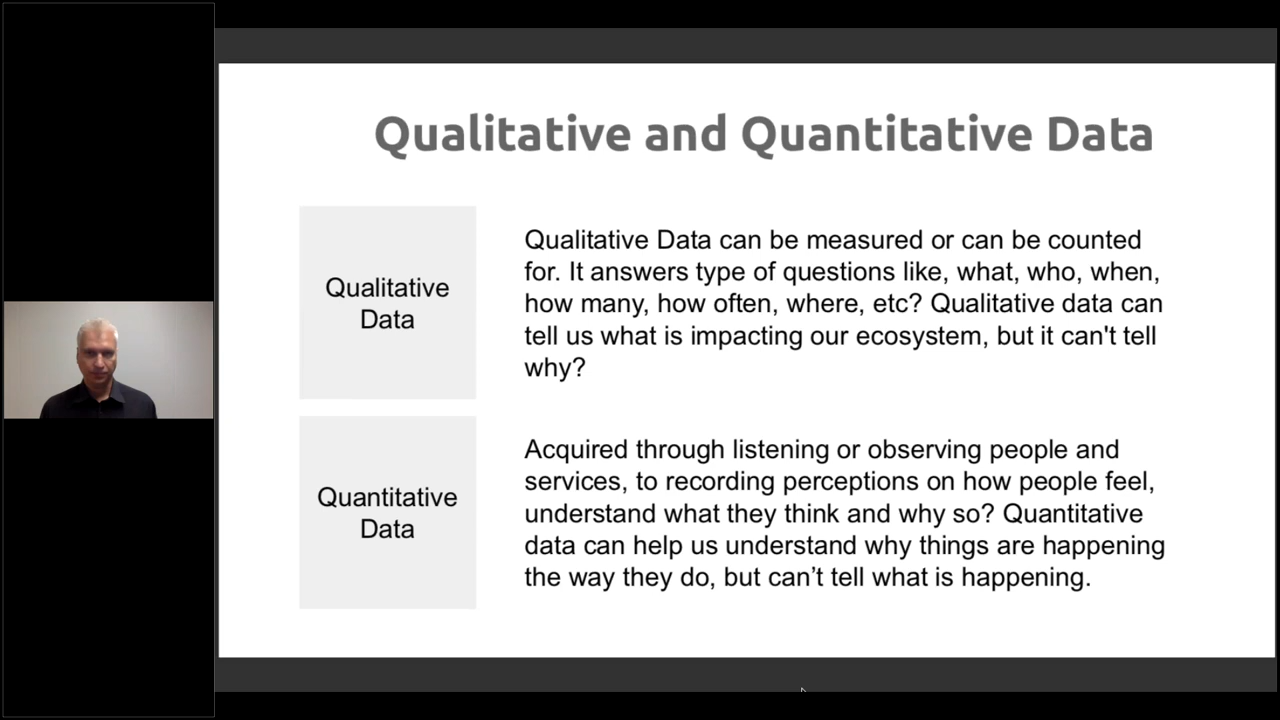 Qualitative and Quantitative Data
Qualitative
Data
Qualitative Data can be measured or can be counted
for. It answers type of questions like, what, who, when,
how many, how often, where, etc? Qualitative data can
tell us what is impacting our ecosystem, but it can't tell
why?
Quantitative
Data
Acquired through listening or observing people and
services, to recording perceptions on how people feel,
understand what they think and why so? Quantitative
data can help us understand why things are happening
the way they do, but can’t tell what is happening.